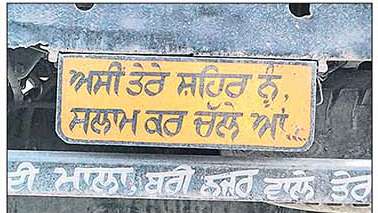 ਅਸੀਂ ਤੇਰੇ ਸ਼ਹਿਰ ਨੂੰ,
ਸਲਾਮ ਕਰ ਚੱਲੇ ਆਂ...
ਦੀ ਮਾਲਾ, ਬੁਰੀ ਨਜ਼ਰ ਵਾਲੇ ਤੇਰ